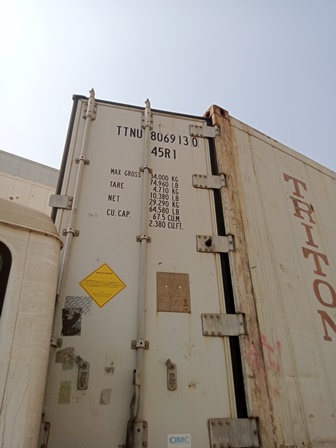 TTNU 806913 0
45R1
MAX GROSS 34,000 KG
74,960 LB
TARE 4,710 KG
10,380 LB
NET 29,290 KG
64,580 LB
CU. CAP. 67.5 CU.M.
2,380 CU.FT.
TRITON
CIMC